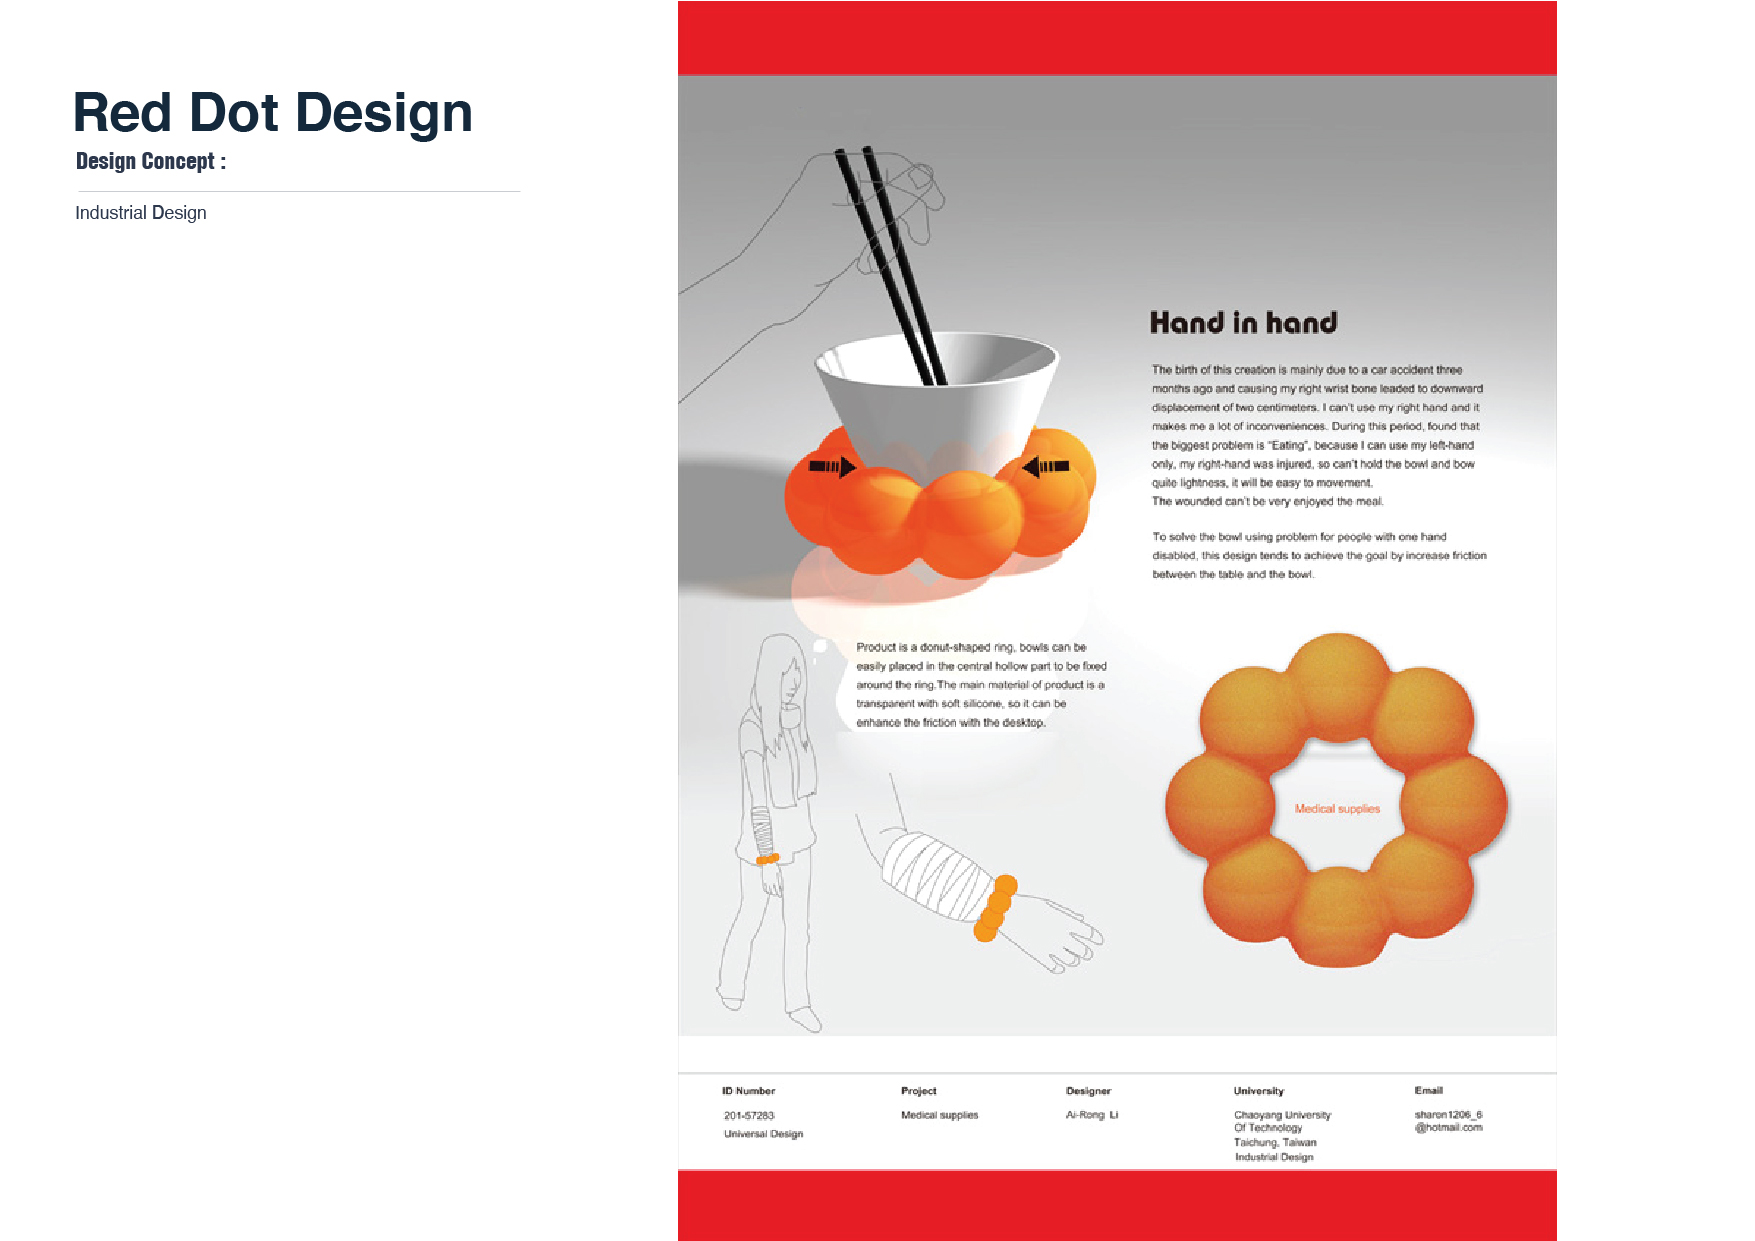 Red Dot Design
Design Concept :
Industrial Design
Hand in hand
The birth of this creation is mainly due to a car accident three
months ago and causing my right wrist bone leaded to downward
displacement of two centimeters. I can't use my right hand and it
makes me a lot of inconveniences. During this period, found that
the biggest problem is "Eating", because I can use my left-hand
only, my right-hand was injured, so can't hold the bowl and bow
quite lightness, it will be easy to movement.
The wounded can't be very enjoyed the meal.
To solve the bowl using problem for people with one hand
disabled, this design tends to achieve the goal by increase friction
between the table and the bowl.
Product is a donut-shaped ring, bowls can be
easily placed in the central hollow part to be fixed
around the ring.The main material of product is a
transparent with soft silicone, so it can be
enhance the friction with the desktop.
Medical supplies
ID Number
201-57283
Universal Design
Project
Medical supplies
Designer
Ai-Rong Li
University
Chaoyang University
Of Technology
Taichung, Taiwan
Industrial Design
Email
sharon1206_6
@hotmail.com